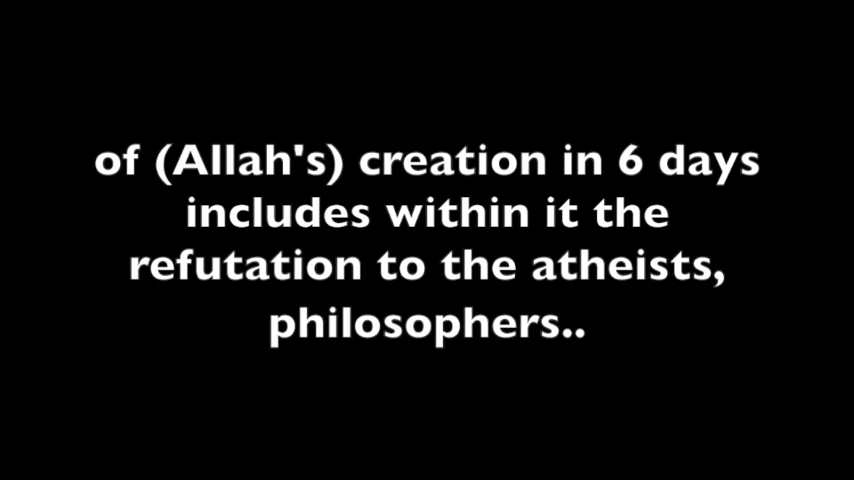 of (Allah's) creation in 6 days
includes within it the
refutation to the atheists,
philosophers..